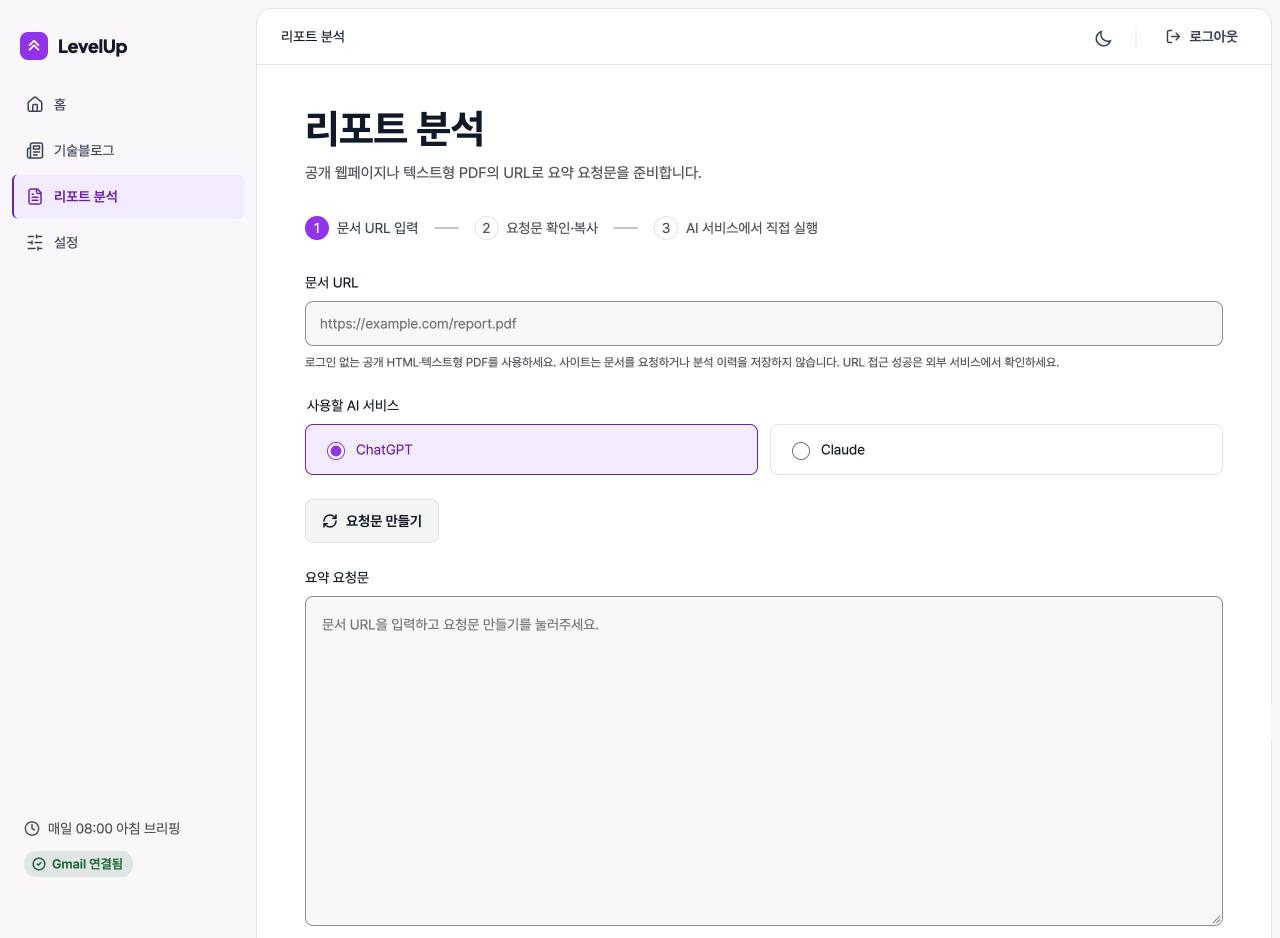 LevelUp
홈
기술블로그
리포트 분석
설정
매일 08:00 아침 브리핑
Gmail 연결됨
리포트 분석
로그아웃
리포트 분석
공개 웹페이지나 텍스트형 PDF의 URL로 요약 요청문을 준비합니다.
1 문서 URL 입력 2 요청문 확인·복사 3 AI 서비스에서 직접 실행
문서 URL
https://example.com/report.pdf
로그인 없는 공개 HTML·텍스트형 PDF를 사용하세요. 사이트는 문서를 요청하거나 분석 이력을 저장하지 않습니다. URL 접근 성공은 외부 서비스에서 확인하세요.
사용할 AI 서비스
ChatGPT Claude
요청문 만들기
요약 요청문
문서 URL을 입력하고 요청문 만들기를 눌러주세요.